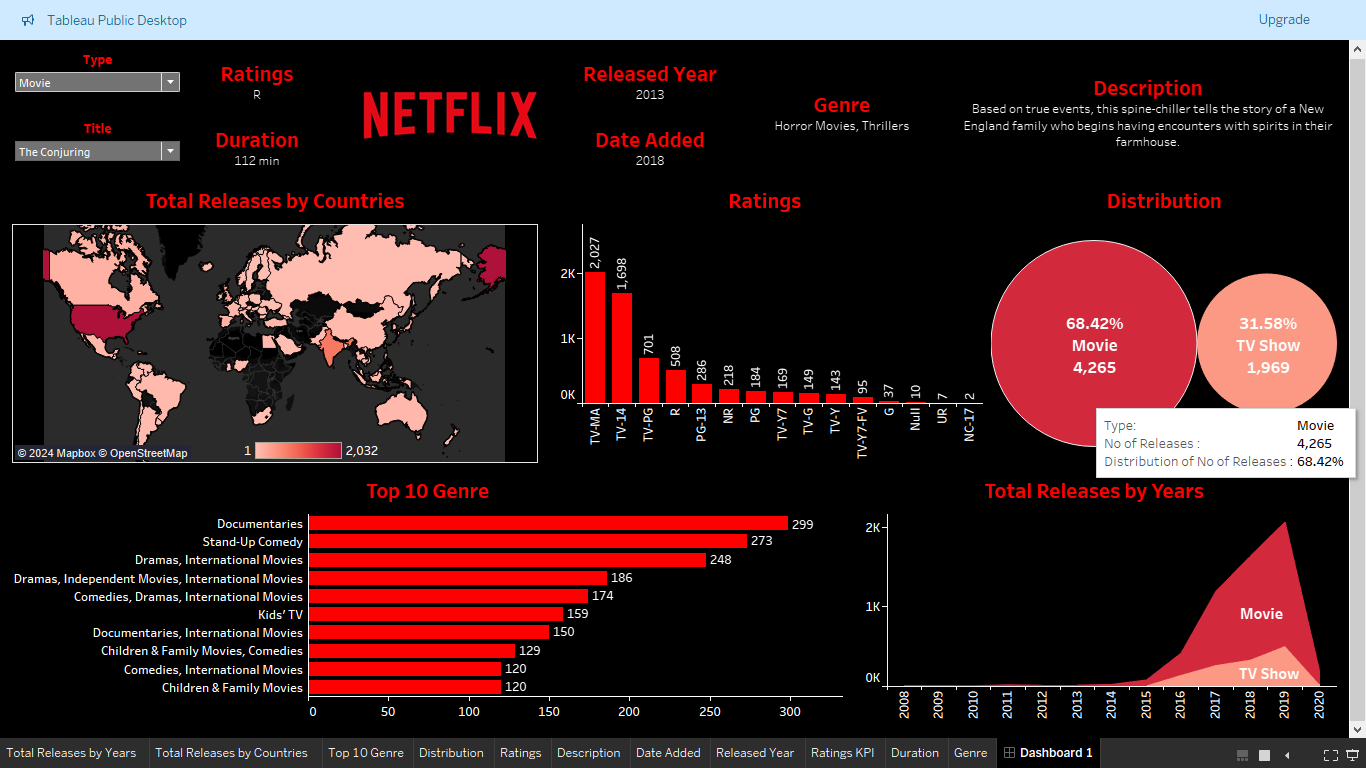 Tableau Public Desktop
Upgrade
Type
Movie
Title
The Conjuring
Ratings
R
Duration
112 min
NETFLIX
Released Year
2013
Date Added
2018
Genre
Horror Movies, Thrillers
Description
Based on true events, this spine-chiller tells the story of a New
England family who begins having encounters with spirits in their
farmhouse.
Total Releases by Countries
© 2024 Mapbox © OpenStreetMap
1
2,032
Ratings
2K
1K
0K
2,027
1,698
701
508
286
218
184
169
149
143
95
37
10
7
2
TV-MA
TV-14
TV-PG
R
PG-13
NR
PG
TV-Y7
TV-G
TV-Y
TV-Y7-FV
G
Null
UR
NC-17
Distribution
68.42%
Movie
4,265
31.58%
TV Show
1,969
Type: Movie
No of Releases : 4,265
Distribution of No of Releases : 68.42%
Top 10 Genre
Documentaries 299
Stand-Up Comedy 273
Dramas, International Movies 248
Dramas, Independent Movies, International Movies 186
Comedies, Dramas, International Movies 174
Kids' TV 159
Documentaries, International Movies 150
Children & Family Movies, Comedies 129
Comedies, International Movies 120
Children & Family Movies 120
0 50 100 150 200 250 300
Total Releases by Years
2K
1K
0K
Movie
TV Show
2008
2009
2010
2011
2012
2013
2014
2015
2016
2017
2018
2019
2020
Total Releases by Years
Total Releases by Countries
Top 10 Genre
Distribution
Ratings
Description
Date Added
Released Year
Ratings KPI
Duration
Genre
Dashboard 1